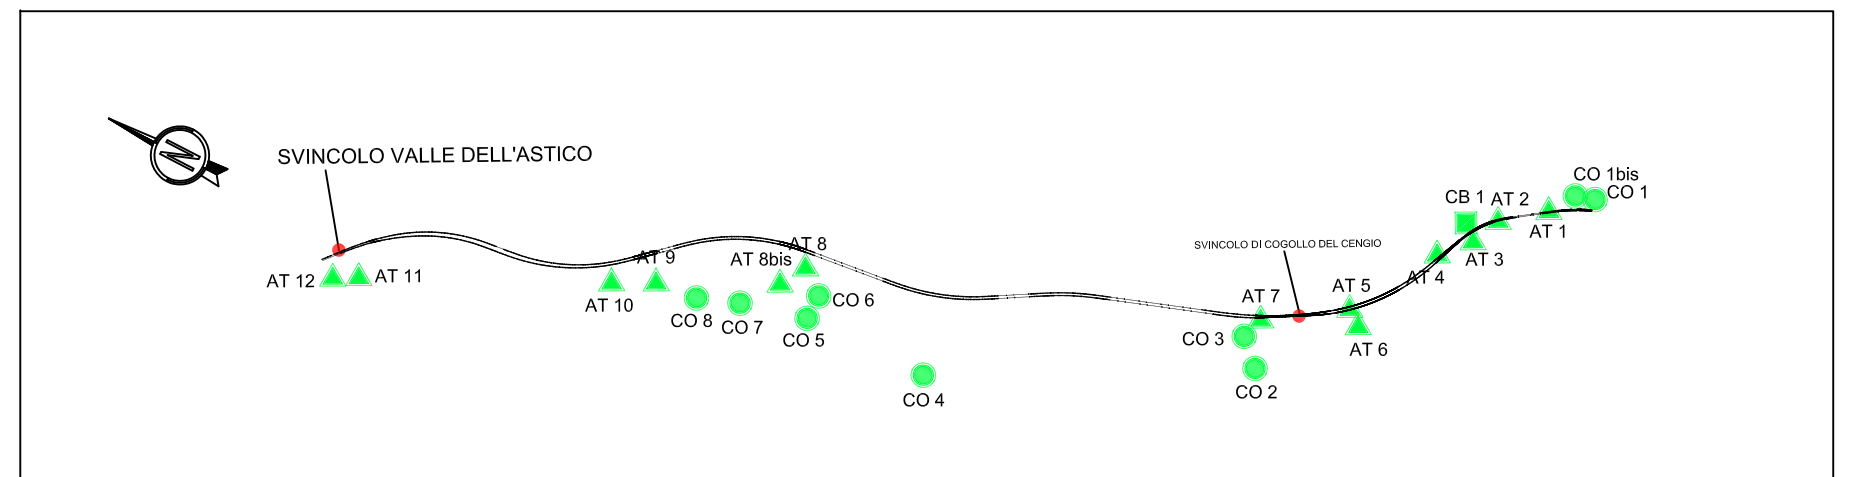 N
SVINCOLO VALLE DELL'ASTICO
CO 1bis
CO 1
CB 1
AT 2
AT 1
SVINCOLO DI COGOLLO DEL CENGIO
AT 8
AT 3
AT 9
AT 8bis
AT 4
AT 12
AT 11
AT 5
AT 7
CO 6
AT 10
CO 8
CO 7
CO 5
CO 3
AT 6
CO 2
CO 4